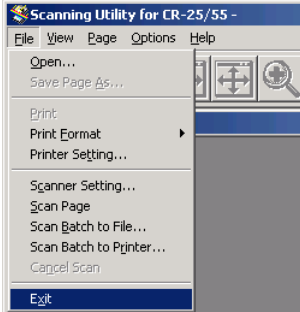 Scanning Utility for CR-25/55 -
File View Page Options Help
Open...
Save Page As...
Print
Print Format
Printer Setting...
Scanner Setting...
Scan Page
Scan Batch to File...
Scan Batch to Printer...
Cancel Scan
Exit